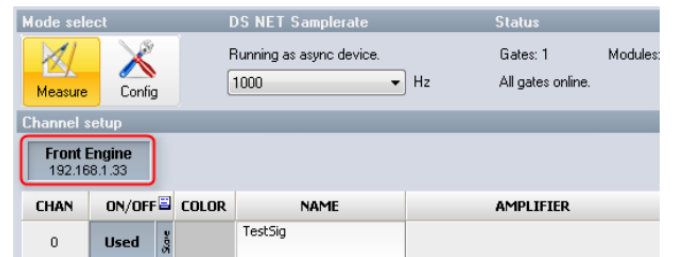 Mode select DS NET Samplerate Status
Running as async device. Gates: 1 Modules:
Measure Config 1000 Hz All gates online.
Channel setup
Front Engine
192.168.1.33
CHAN ON/OFF COLOR NAME AMPLIFIER
0 Used TestSig